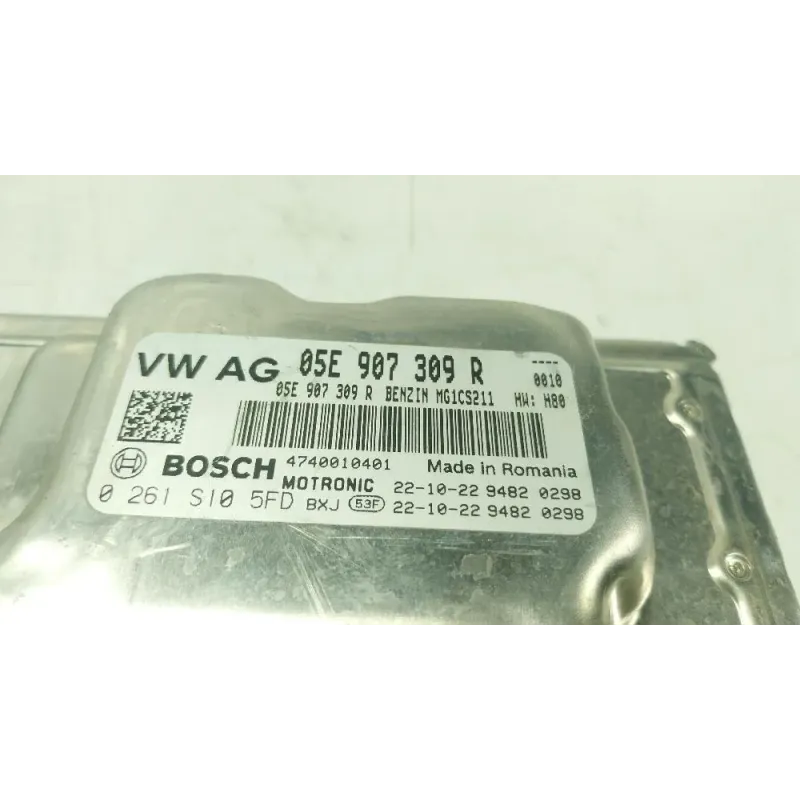 VW AG 05E 907 309 R ----
0010
05E 907 309 R BENZIN MG1CS211 HW: H80
BOSCH 4740010401 Made in Romania
MOTRONIC 22-10-22 9482 0298
0 261 S10 5FD BXJ 53F 22-10-22 9482 0298